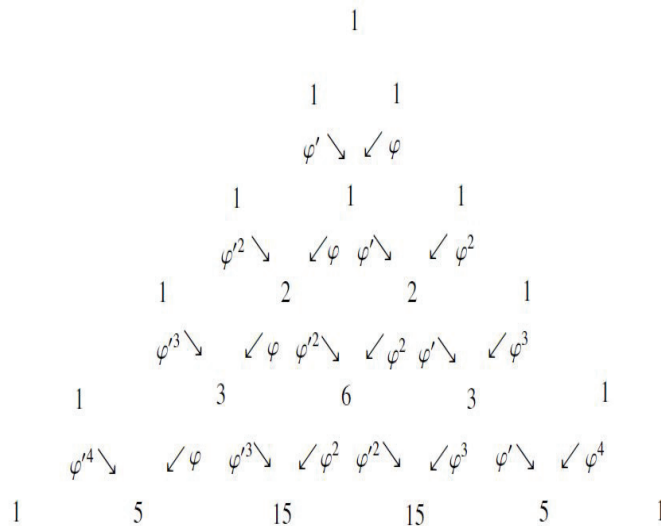 1
1 1
φ′ ↘ ↙ φ
1 1 1
φ′² ↘ ↙ φ φ′ ↘ ↙ φ²
1 2 2 1
φ′³ ↘ ↙ φ φ′² ↘ ↙ φ² φ′ ↘ ↙ φ³
1 3 6 3 1
φ′⁴ ↘ ↙ φ φ′³ ↘ ↙ φ² φ′² ↘ ↙ φ³ φ′ ↘ ↙ φ⁴
1 5 15 15 5 1